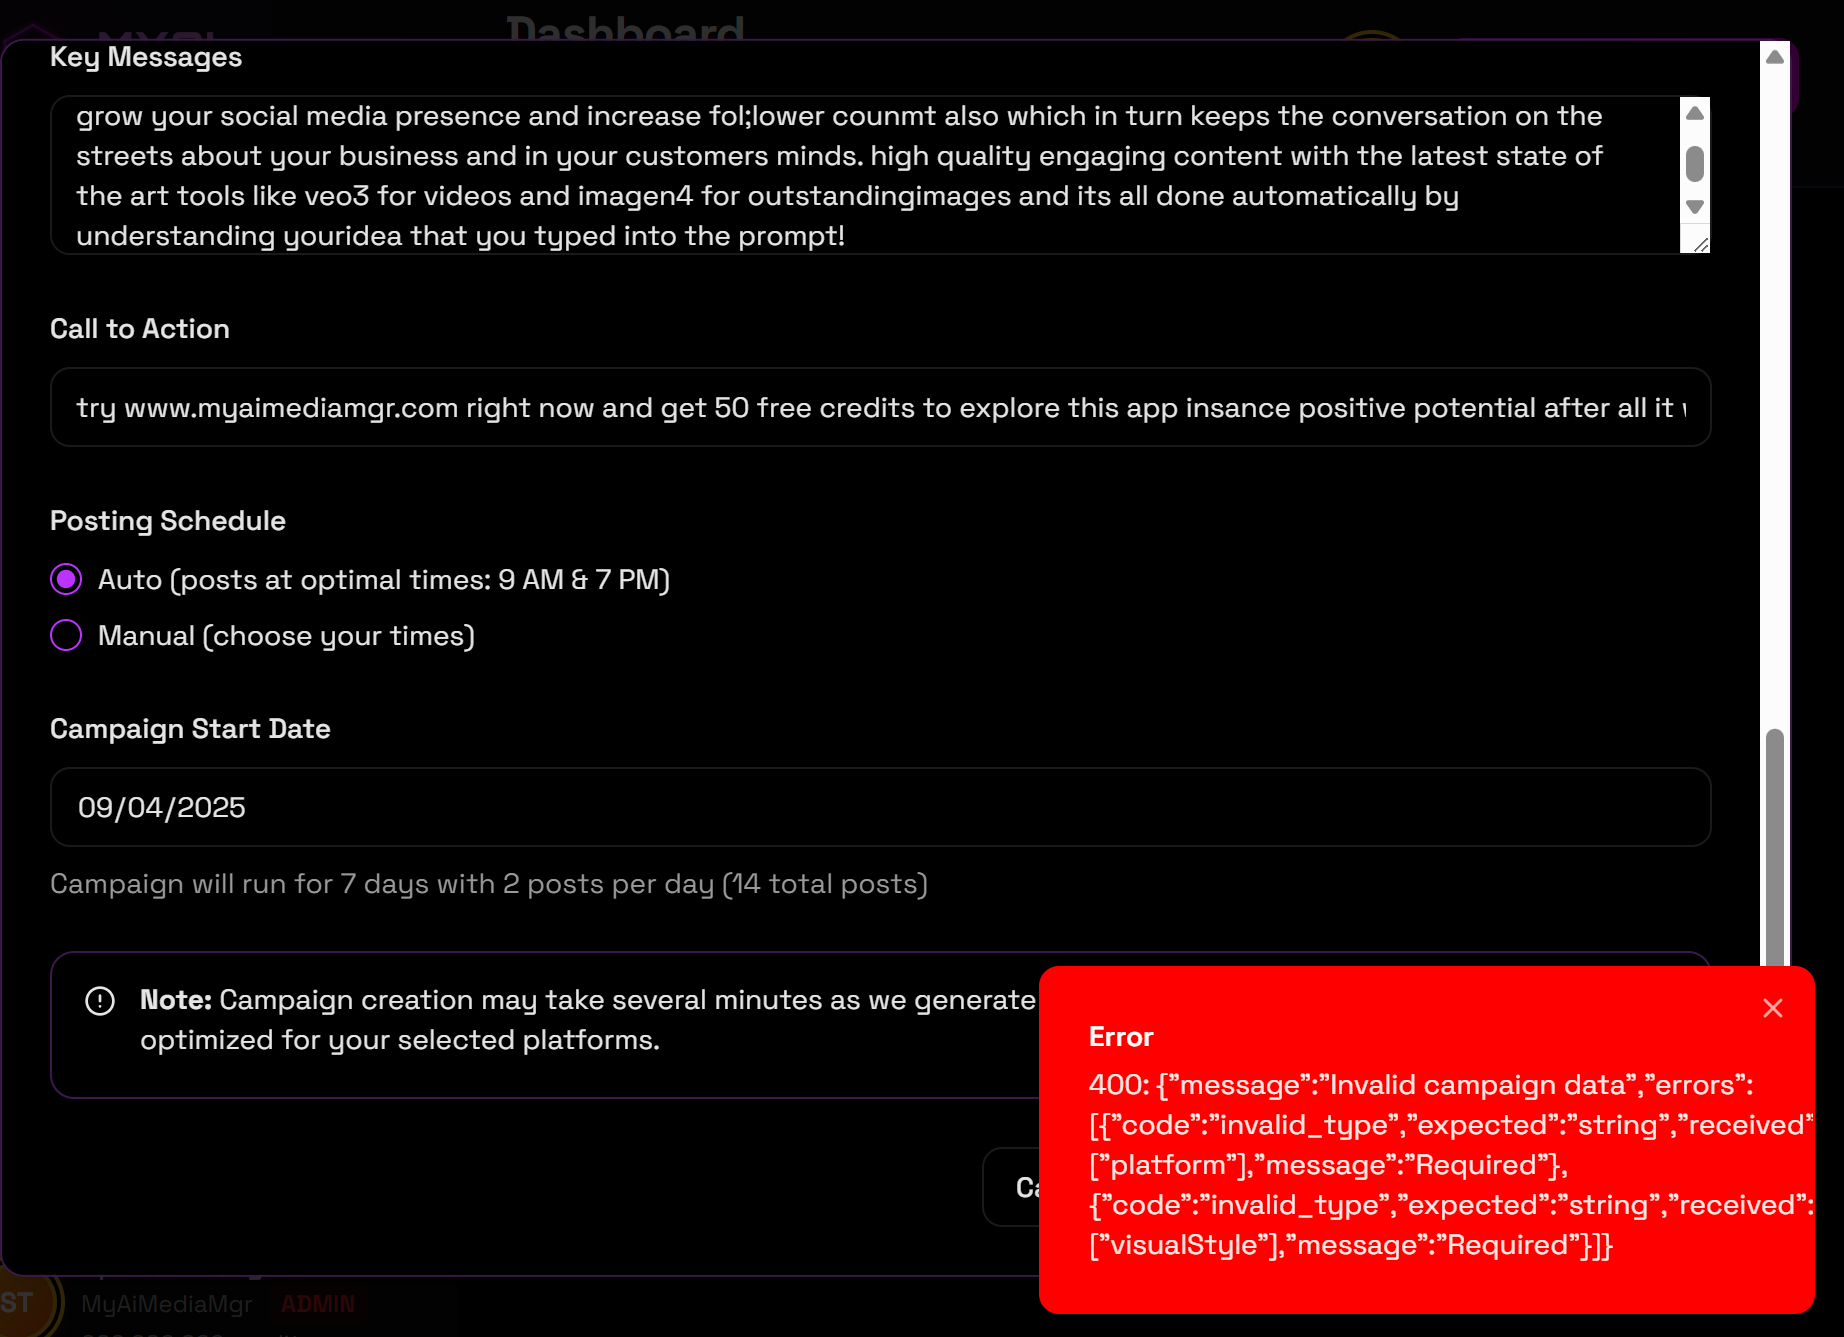 Dashboard
Key Messages
grow your social media presence and increase fol;lower counmt also which in turn keeps the conversation on the
streets about your business and in your customers minds. high quality engaging content with the latest state of
the art tools like veo3 for videos and imagen4 for outstandingimages and its all done automatically by
understanding youridea that you typed into the prompt!
Call to Action
try www.myaimediamgr.com right now and get 50 free credits to explore this app insance positive potential after all it
Posting Schedule
Auto (posts at optimal times: 9 AM & 7 PM)
Manual (choose your times)
Campaign Start Date
09/04/2025
Campaign will run for 7 days with 2 posts per day (14 total posts)
Note: Campaign creation may take several minutes as we generate
optimized for your selected platforms.
Error
400: {"message":"Invalid campaign data","errors":
[{"code":"invalid_type","expected":"string","received"
["platform"],"message":"Required"},
{"code":"invalid_type","expected":"string","received":
["visualStyle"],"message":"Required"}]}
ST
MyAiMediaMgr
ADMIN